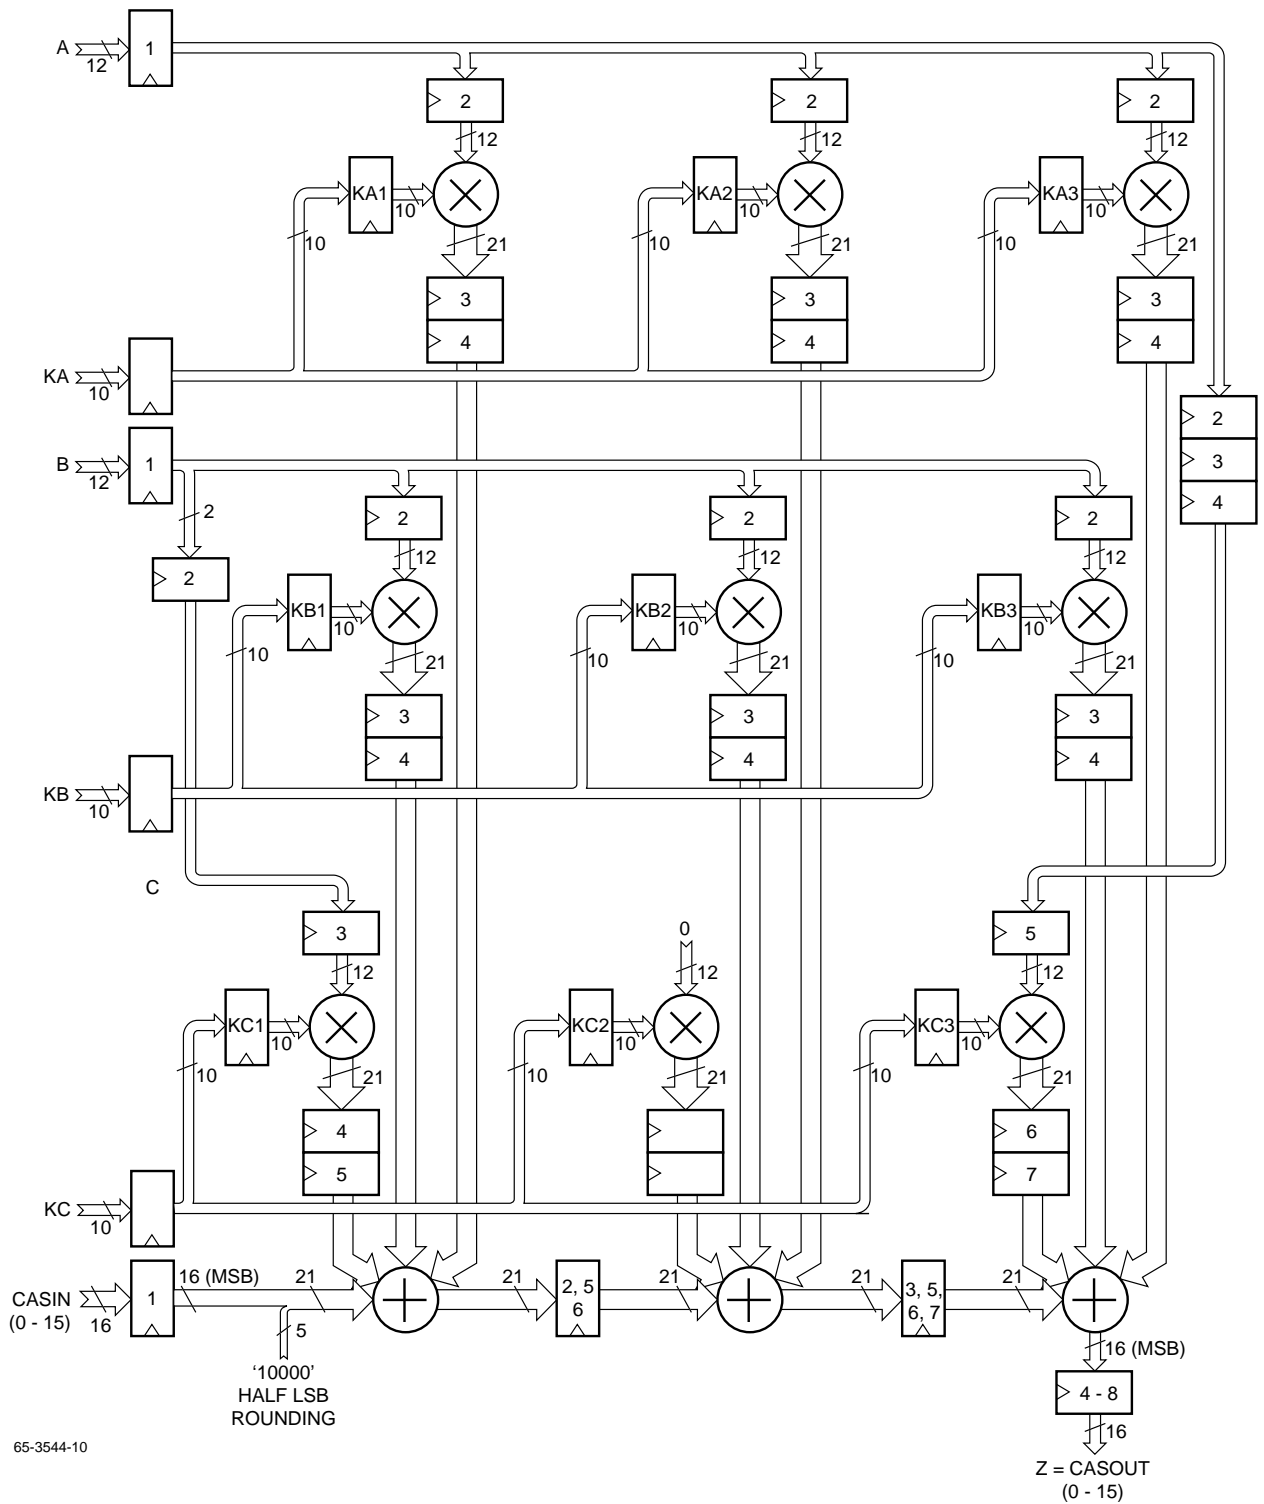 A 12 1
2 2 2
12 12 12
KA1 10 KA2 10 KA3 10
10 21 10 21 10 21
3 3 3
4 4 4
KA 10
B 12 1
2
3
4
2
2 2 2
12 12 12
2
KB1 10 KB2 10 KB3 10
10 21 10 21 10 21
3 3 3
4 4 4
KB 10
C
3 0 5
12 12 12
KC1 10 KC2 10 KC3 10
10 21 10 21 10 21
4 6
5 7
KC 10
CASIN
(0 - 15)
16
1
16 (MSB)
21
5
'10000'
HALF LSB
ROUNDING
21
2, 5
6
21
21
3, 5,
6, 7
21
16 (MSB)
4 - 8
16
Z = CASOUT
(0 - 15)
65-3544-10